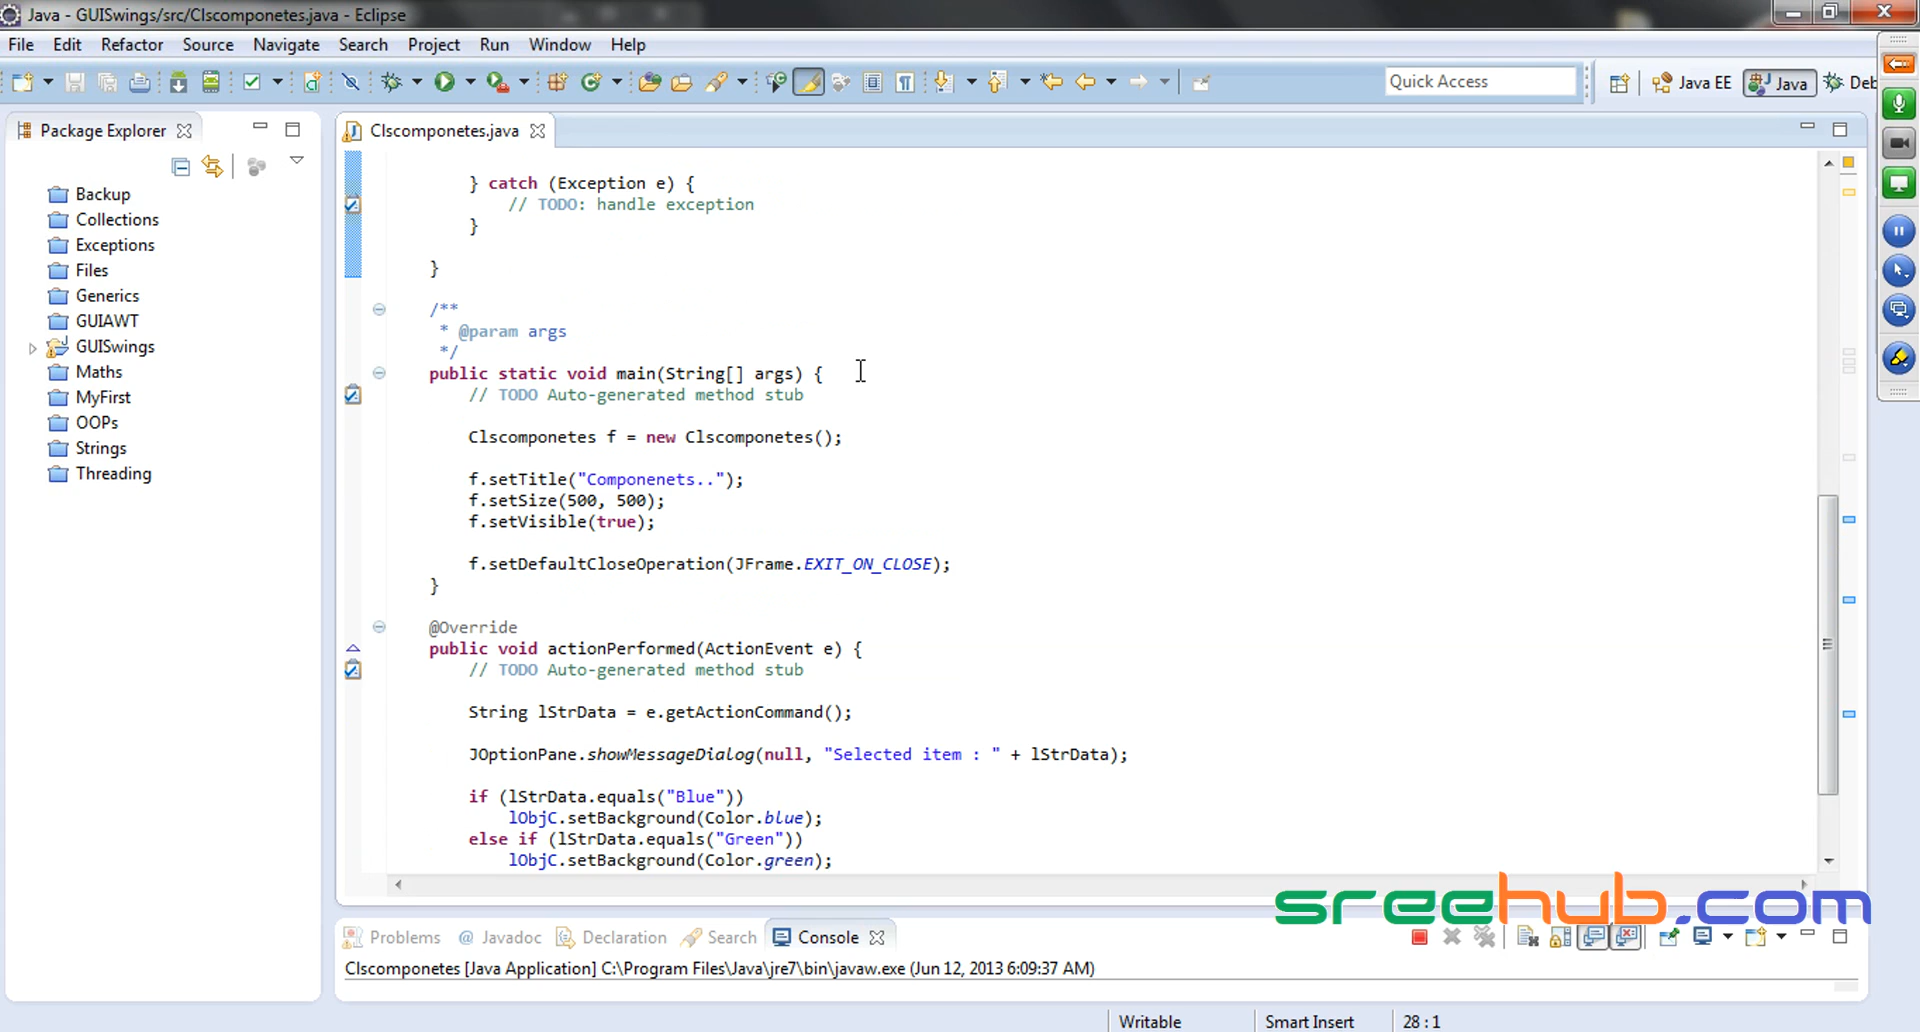 Java - GUISwings/src/Clscomponetes.java - Eclipse
File Edit Refactor Source Navigate Search Project Run Window Help
Quick Access Java EE Java Deb
Package Explorer
Backup
Collections
Exceptions
Files
Generics
GUIAWT
GUISwings
Maths
MyFirst
OOPs
Strings
Threading
Clscomponetes.java
} catch (Exception e) {
// TODO: handle exception
}
}
/**
* @param args
*/
public static void main(String[] args) {
// TODO Auto-generated method stub
Clscomponetes f = new Clscomponetes();
f.setTitle("Componenets..");
f.setSize(500, 500);
f.setVisible(true);
f.setDefaultCloseOperation(JFrame.EXIT_ON_CLOSE);
}
@Override
public void actionPerformed(ActionEvent e) {
// TODO Auto-generated method stub
String lStrData = e.getActionCommand();
JOptionPane.showMessageDialog(null, "Selected item : " + lStrData);
if (lStrData.equals("Blue"))
lObjC.setBackground(Color.blue);
else if (lStrData.equals("Green"))
lObjC.setBackground(Color.green);
sreehub.com
Problems @ Javadoc Declaration Search Console
Clscomponetes [Java Application] C:\Program Files\Java\jre7\bin\javaw.exe (Jun 12, 2013 6:09:37 AM)
Writable Smart Insert 28 : 1